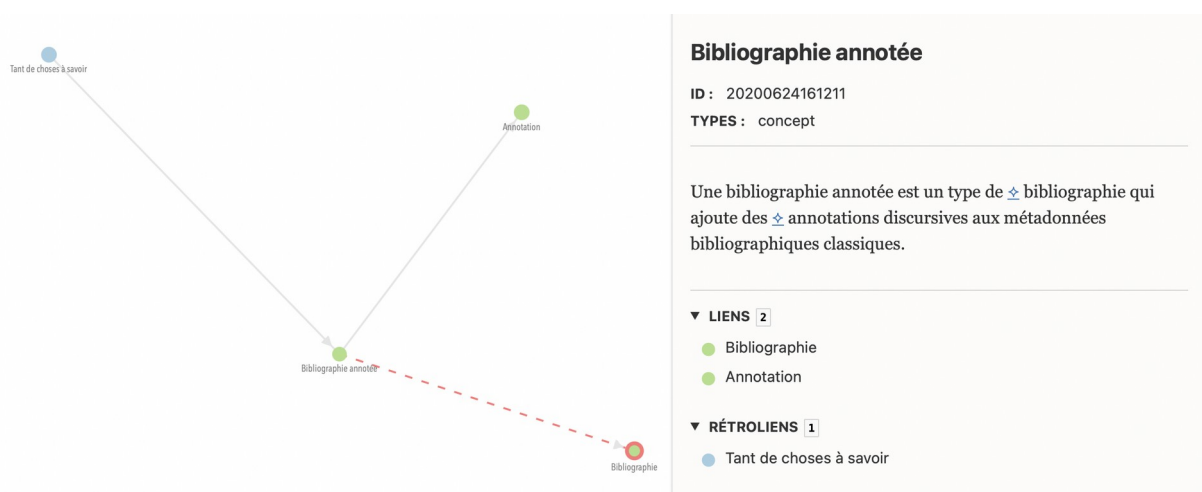 Tant de choses à savoir
Annotation
Bibliographie annotée
Bibliographie
Bibliographie annotée
ID : 20200624161211
TYPES : concept
Une bibliographie annotée est un type de ✧ bibliographie qui
ajoute des ✧ annotations discursives aux métadonnées
bibliographiques classiques.
▼ LIENS 2
Bibliographie
Annotation
▼ RÉTROLIENS 1
Tant de choses à savoir